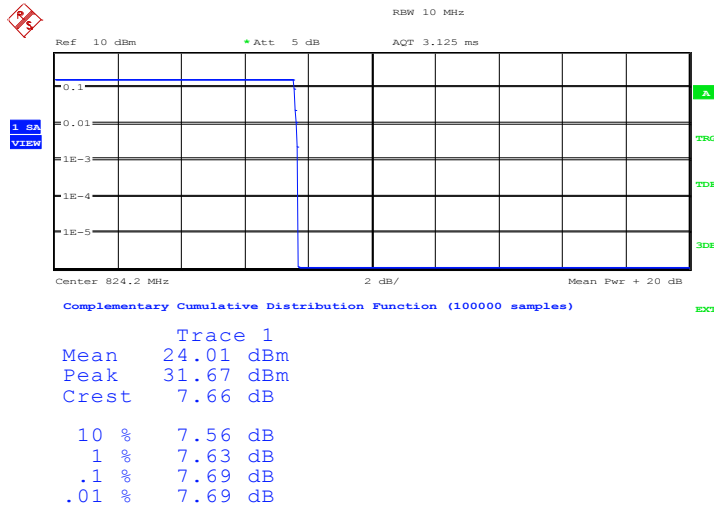 R/S
RBW 10 MHz
Ref 10 dBm * Att 5 dB AQT 3.125 ms
0.1
A
0.01
1 SA
VIEW
TRG
1E-3
1E-4
TDF
1E-5
3DB
Center 824.2 MHz 2 dB/ Mean Pwr + 20 dB
Complementary Cumulative Distribution Function (100000 samples)
EXT
Trace 1
Mean 24.01 dBm
Peak 31.67 dBm
Crest 7.66 dB
10 % 7.56 dB
1 % 7.63 dB
.1 % 7.69 dB
.01 % 7.69 dB